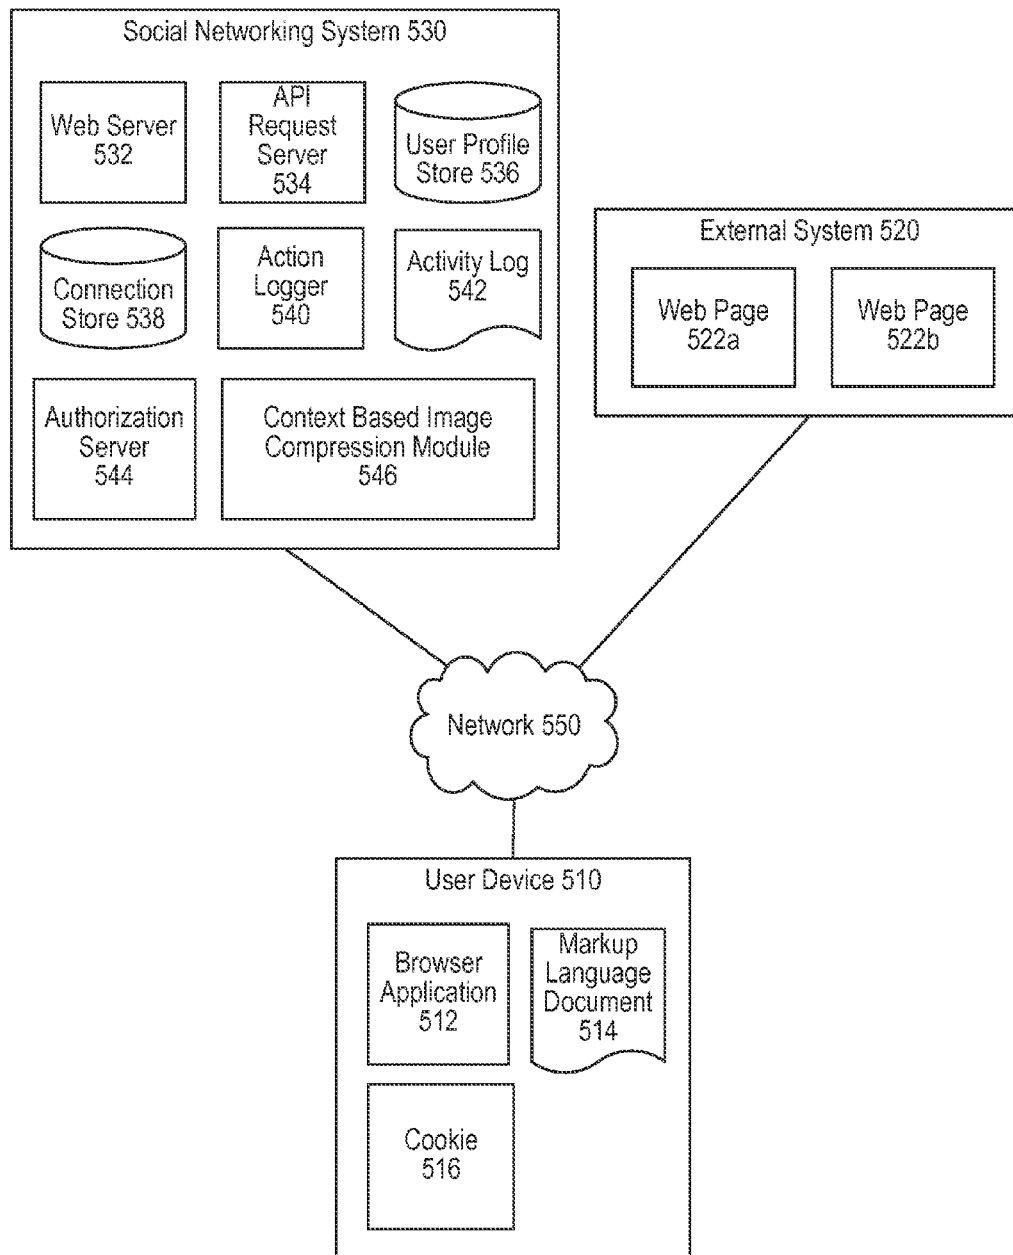 Social Networking System 530
Web Server
532
API
Request
Server
534
User Profile
Store 536
Connection
Store 538
Action
Logger
540
Activity Log
542
Authorization
Server
544
Context Based Image
Compression Module
546
External System 520
Web Page
522a
Web Page
522b
Network 550
User Device 510
Browser
Application
512
Markup
Language
Document
514
Cookie
516